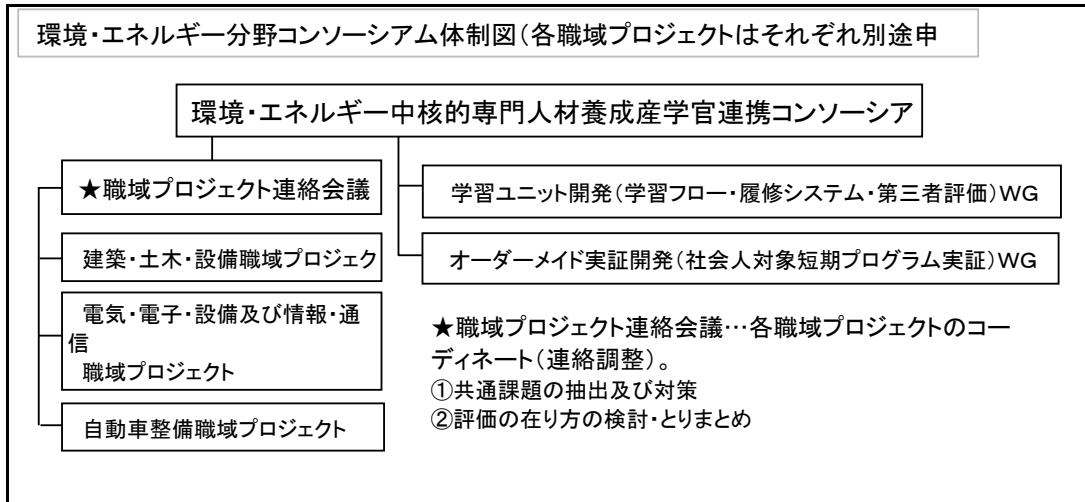 環境・エネルギー分野コンソーシアム体制図(各職域プロジェクトはそれぞれ別途申
環境・エネルギー中核的専門人材養成産学官連携コンソーシア
★職域プロジェクト連絡会議
建築・土木・設備職域プロジェク
電気・電子・設備及び情報・通
信
職域プロジェクト
自動車整備職域プロジェクト
学習ユニット開発(学習フロー・履修システム・第三者評価)WG
オーダーメイド実証開発(社会人対象短期プログラム実証)WG
★職域プロジェクト連絡会議…各職域プロジェクトのコー
ディネート(連絡調整)。
①共通課題の抽出及び対策
②評価の在り方の検討・とりまとめ